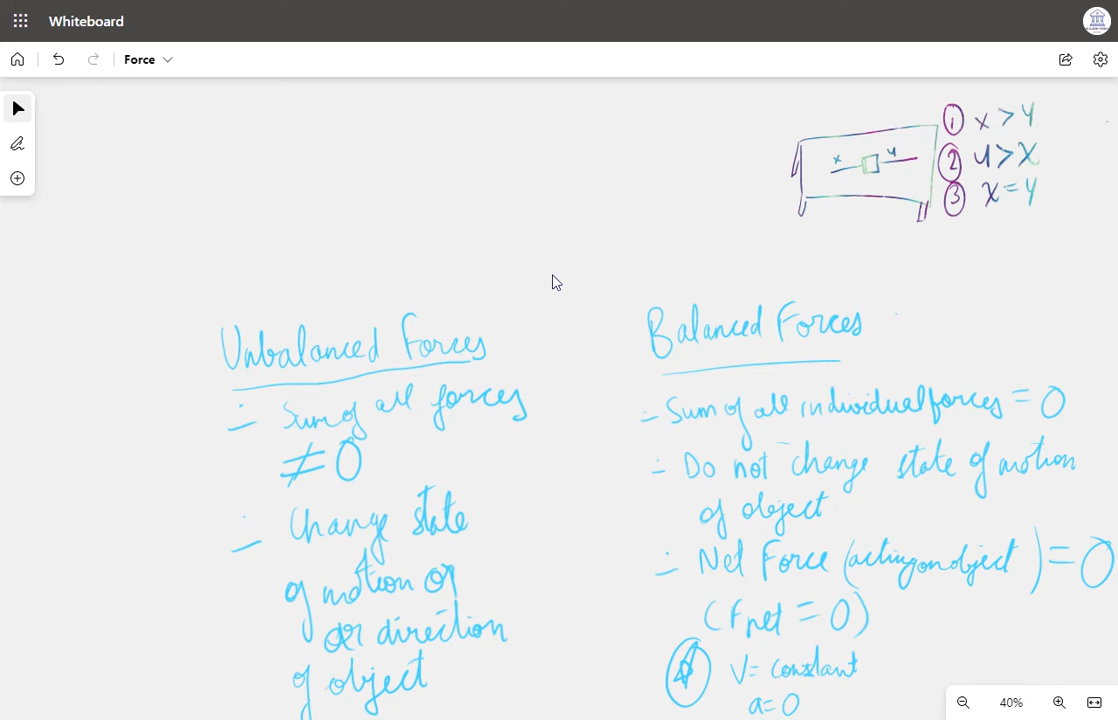 Whiteboard
Force
x
y
① x > y
② y > x
③ x = y
Unbalanced Forces
- Sum of all forces
≠ 0
- Change state
of motion or
or direction
of object
Balanced Forces
- Sum of all individual forces = 0
- Do not change state of motion
of object
- Net Force (acting on object) = 0
(Fnet = 0)
V = constant
a = 0
40%